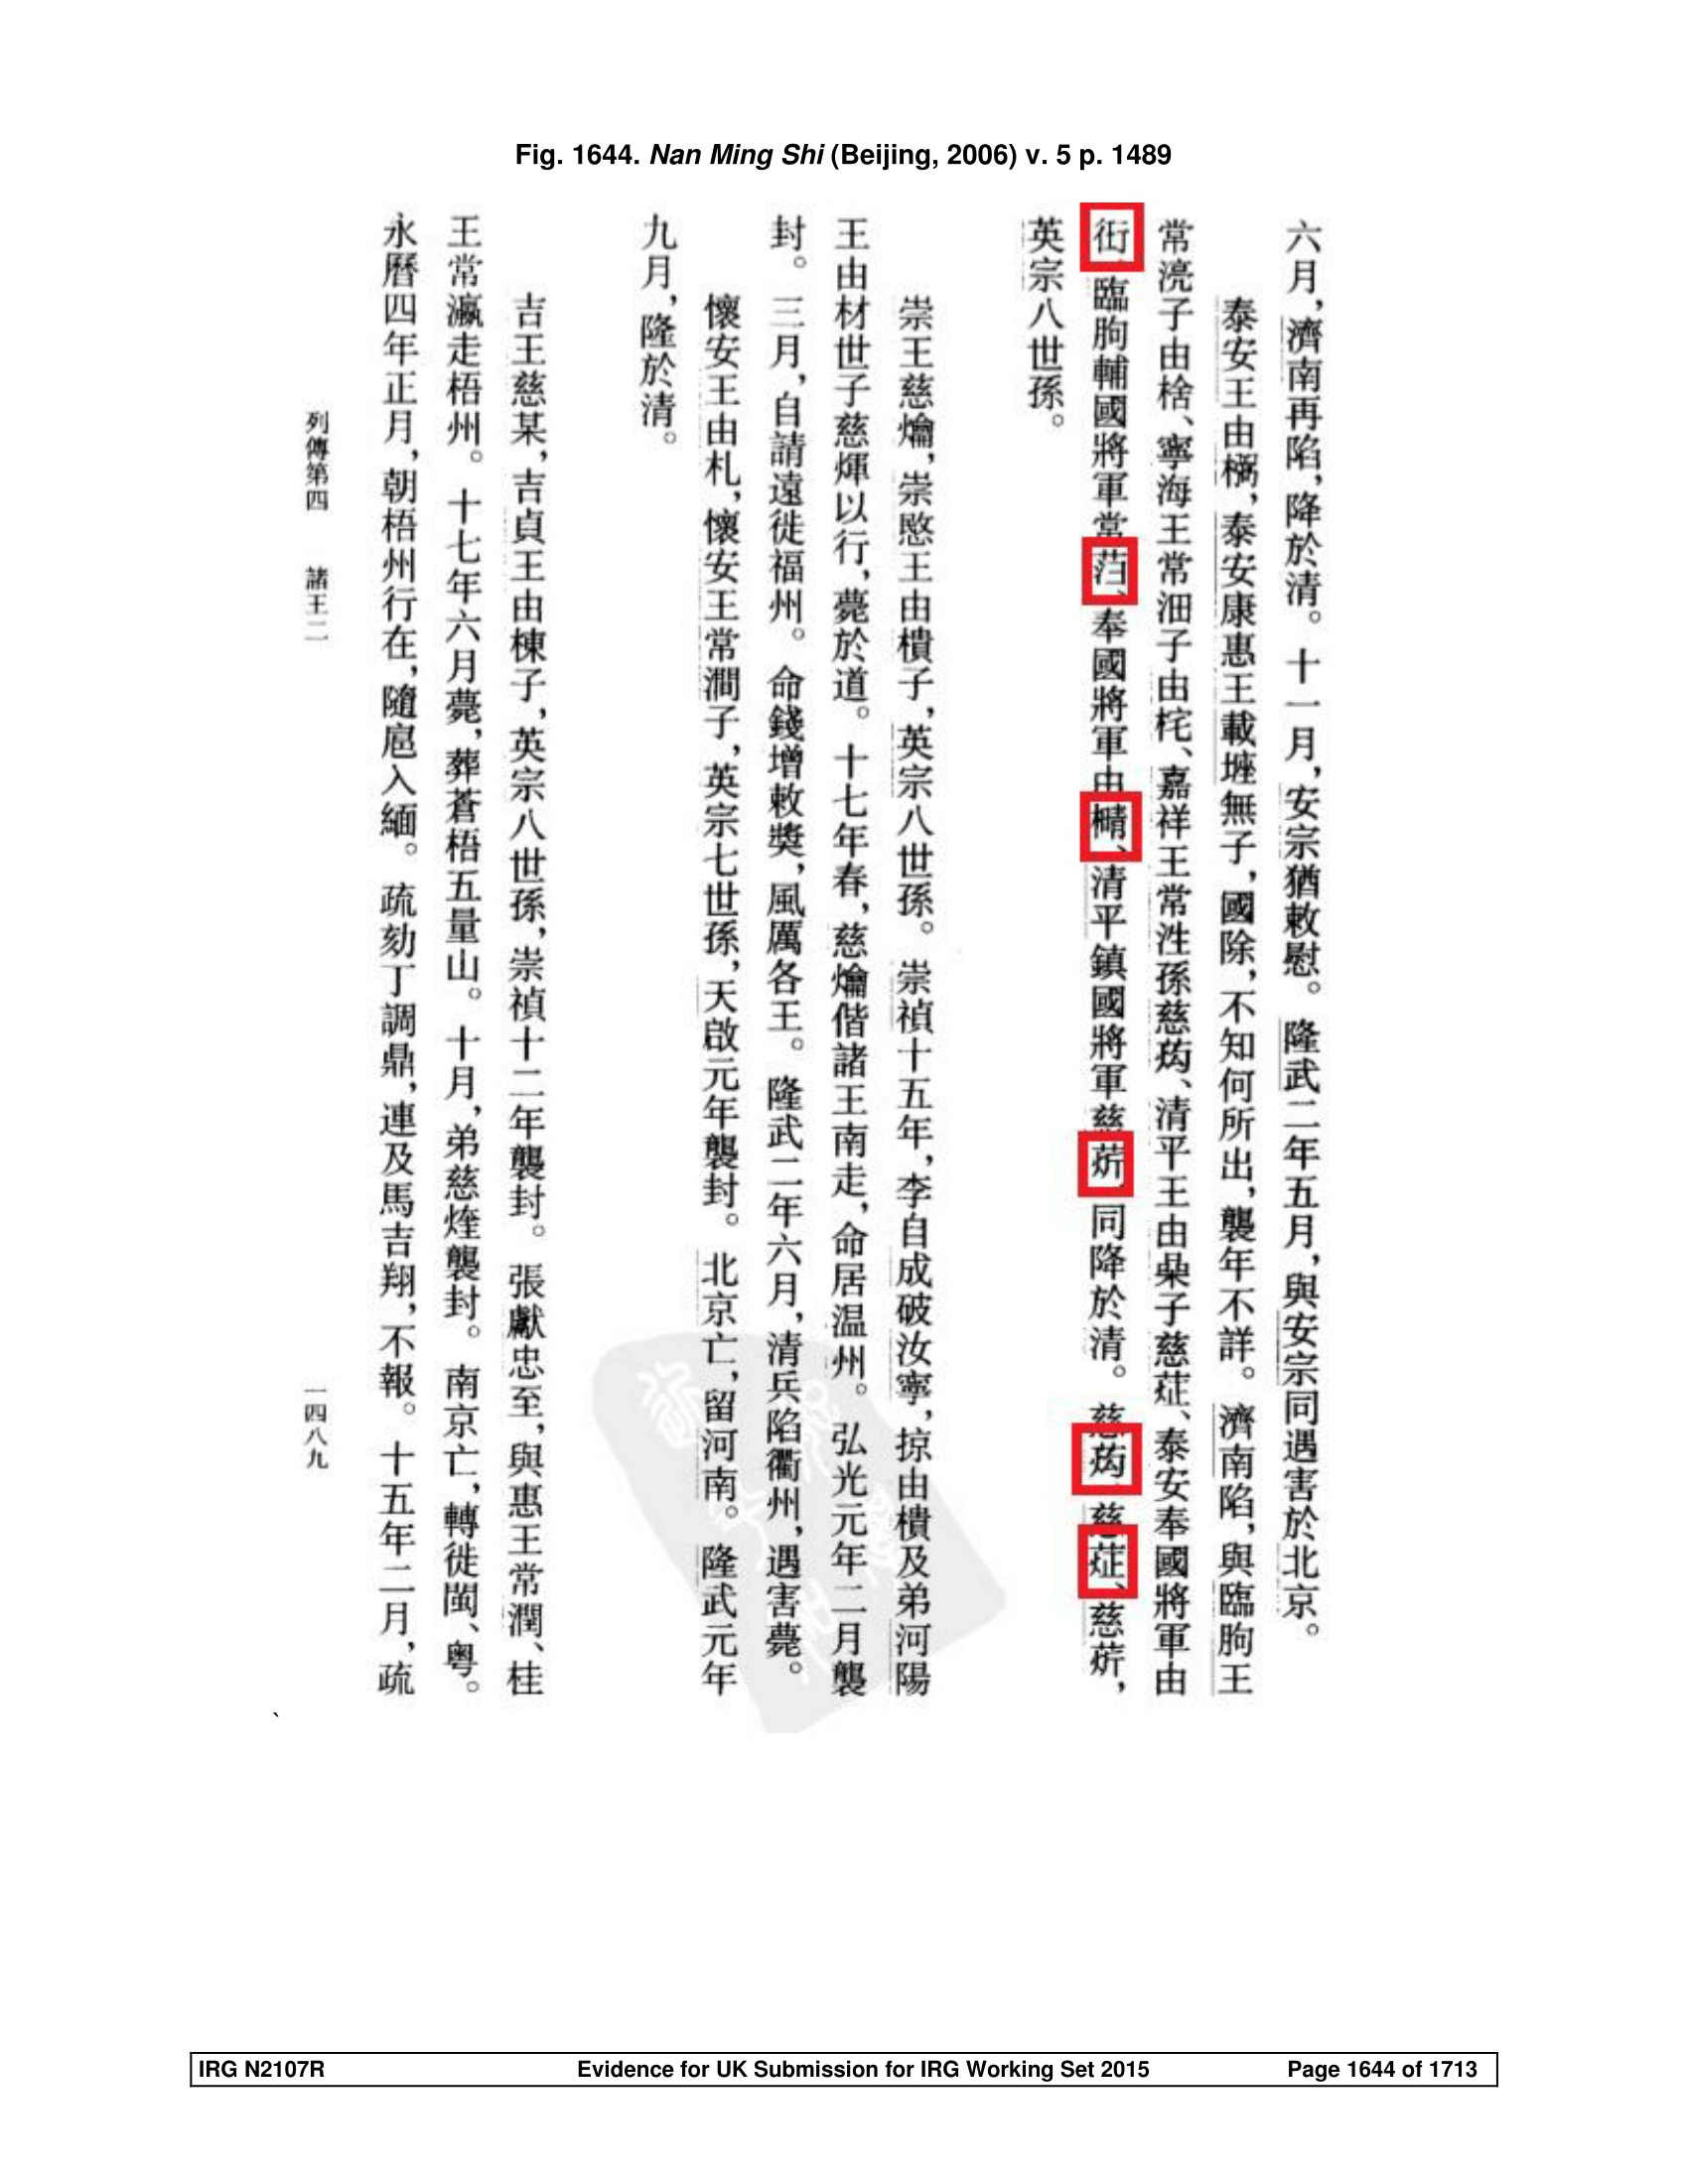 Fig. 1644. Nan Ming Shi (Beijing, 2006) v. 5 p. 1489
六月，濟南再陷，降於清。十一月，安宗猶敕慰。隆武二年五月，與安宗同遇害於北京。
泰安王由，泰安康惠王載無子，國除，不知何所出，襲年不詳。濟南陷，與臨朐王
常子由、寧海王常沺子由、嘉祥王常泩孫慈、清平王由子慈、泰安奉國將軍由
、臨朐輔國將軍常、奉國將軍由、清平鎮國將軍慈，同降於清。慈、慈、慈，
英宗八世孫。
崇王慈爚，崇愍王由樻子，英宗八世孫。崇禎十五年，李自成破汝寧，掠由樻及弟河陽
王由材世子慈煇以行，薨於道。十七年春，慈爚偕諸王南走，命居温州。弘光元年二月襲
封。三月，自請遠徙福州。命錢增敕獎，風厲各王。隆武二年六月，清兵陷衢州，遇害薨。
懷安王由札，懷安王常澗子，英宗七世孫，天啟元年襲封。北京亡，留河南。隆武元年
九月，隆於清。
吉王慈某，吉貞王由棟子，英宗八世孫，崇禎十二年襲封。張獻忠至，與惠王常潤、桂
王常瀛走梧州。十七年六月薨，葬蒼梧五量山。十月，弟慈煃襲封。南京亡，轉徙閩、粵。
永曆四年正月，朝梧州行在，隨扈入緬。疏劾丁調鼎，連及馬吉翔，不報。十五年二月，疏
列傳第四 諸王二
一四八九
IRG N2107R Evidence for UK Submission for IRG Working Set 2015 Page 1644 of 1713